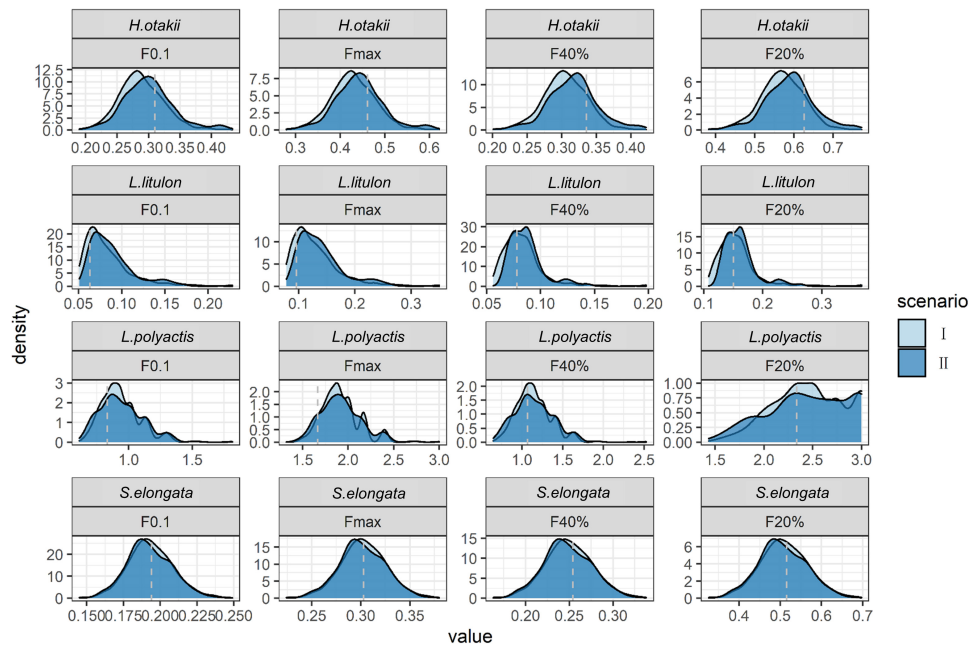 H.otakii H.otakii H.otakii H.otakii
F0.1 Fmax F40% F20%
12.5
10.0
7.5
5.0
2.5
0.0
7.5
5.0
2.5
0.0
10
5
0
6
4
2
0
0.20 0.25 0.30 0.35 0.40
0.3 0.4 0.5 0.6
0.20 0.25 0.30 0.35 0.40
0.4 0.5 0.6 0.7
L.litulon L.litulon L.litulon L.litulon
F0.1 Fmax F40% F20%
20
15
10
5
0
10
5
0
30
20
10
0
15
10
5
0
0.05 0.10 0.15 0.20
0.1 0.2 0.3
0.05 0.10 0.15 0.20
0.1 0.2 0.3
L.polyactis L.polyactis L.polyactis L.polyactis
F0.1 Fmax F40% F20%
3
2
1
0
2.0
1.5
1.0
0.5
0.0
2.0
1.5
1.0
0.5
0.0
1.00
0.75
0.50
0.25
0.00
1.0 1.5
1.5 2.0 2.5 3.0
1.0 1.5 2.0 2.5
1.5 2.0 2.5 3.0
S.elongata S.elongata S.elongata S.elongata
F0.1 Fmax F40% F20%
20
10
0
15
10
5
0
15
10
5
0
6
4
2
0
0.150 0.175 0.200 0.225 0.250
0.25 0.30 0.35
0.20 0.25 0.30
0.4 0.5 0.6 0.7
density
value
scenario
I
II